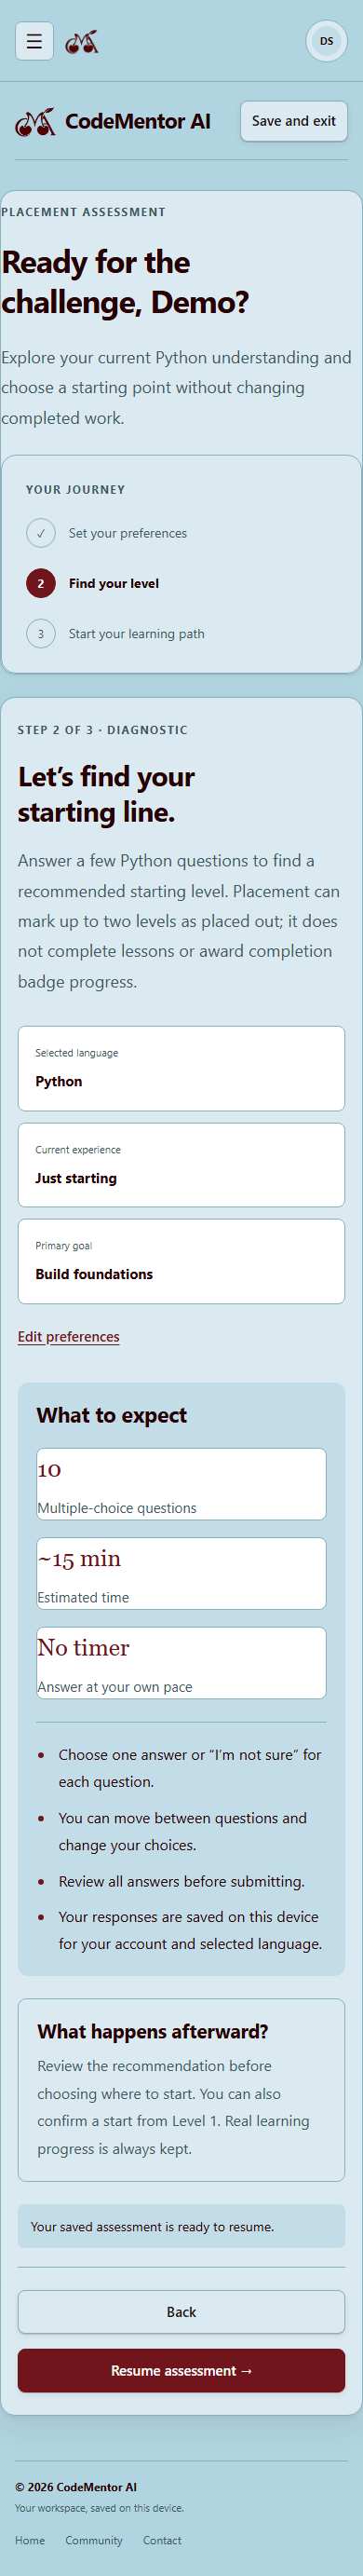 DS
CodeMentor AI
Save and exit
PLACEMENT ASSESSMENT
Ready for the
challenge, Demo?
Explore your current Python understanding and
choose a starting point without changing
completed work.
YOUR JOURNEY
✓ Set your preferences
2 Find your level
3 Start your learning path
STEP 2 OF 3 · DIAGNOSTIC
Let’s find your
starting line.
Answer a few Python questions to find a
recommended starting level. Placement can
mark up to two levels as placed out; it does
not complete lessons or award completion
badge progress.
Selected language
Python
Current experience
Just starting
Primary goal
Build foundations
Edit preferences
What to expect
10
Multiple-choice questions
~15 min
Estimated time
No timer
Answer at your own pace
• Choose one answer or “I’m not sure” for
each question.
• You can move between questions and
change your choices.
• Review all answers before submitting.
• Your responses are saved on this device
for your account and selected language.
What happens afterward?
Review the recommendation before
choosing where to start. You can also
confirm a start from Level 1. Real learning
progress is always kept.
Your saved assessment is ready to resume.
Back
Resume assessment →
© 2026 CodeMentor AI
Your workspace, saved on this device.
Home Community Contact